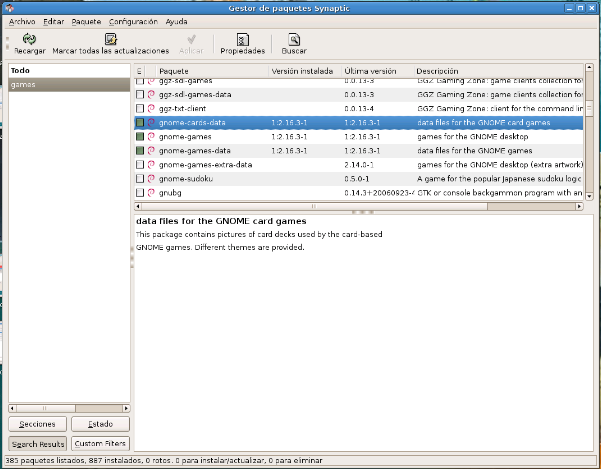 Gestor de paquetes Synaptic
Archivo Editar Paquete Configuración Ayuda
Recargar Marcar todas las actualizaciones Aplicar Propiedades Buscar
Todo
games
E Paquete Versión instalada Última versión Descripción
ggz-sdl-games 0.0.13-3 GGZ Gaming Zone: game clients collection for
ggz-sdl-games-data 0.0.13-3 GGZ Gaming Zone: game clients collection for
ggz-txt-client 0.0.13-4 GGZ Gaming Zone: client for the command lin
gnome-cards-data 1:2.16.3-1 1:2.16.3-1 data files for the GNOME card games
gnome-games 1:2.16.3-1 1:2.16.3-1 games for the GNOME desktop
gnome-games-data 1:2.16.3-1 1:2.16.3-1 data files for the GNOME games
gnome-games-extra-data 2.14.0-1 games for the GNOME desktop (extra artwork)
gnome-sudoku 0.5.0-1 A game for the popular Japanese sudoku logic
gnubg 0.14.3+20060923-4 GTK or console backgammon program with an
data files for the GNOME card games
This package contains pictures of card decks used by the card-based
GNOME games. Different themes are provided.
Secciones Estado
Search Results Custom Filters
385 paquetes listados, 887 instalados, 0 rotos. 0 para instalar/actualizar, 0 para eliminar